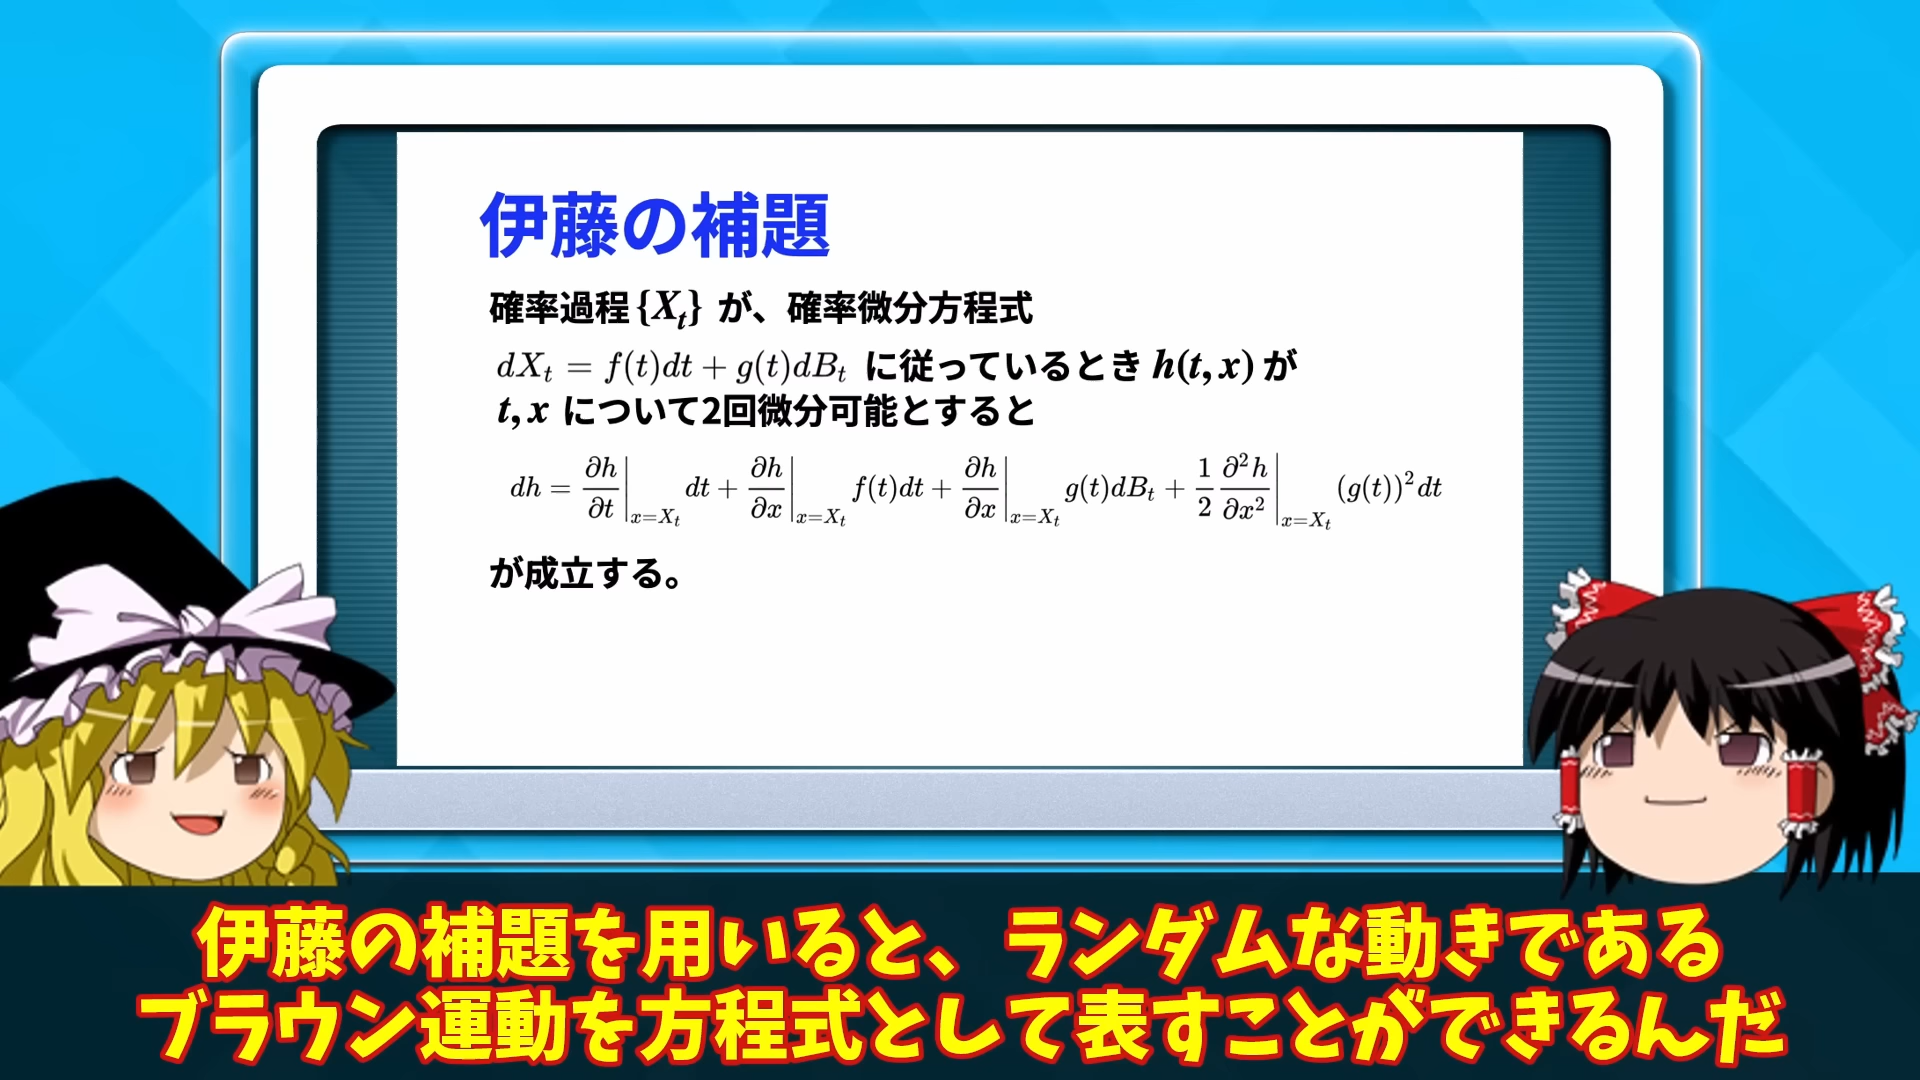 伊藤の補題
確率過程{X_t} が、確率微分方程式
dX_t = f(t)dt + g(t)dB_t に従っているとき h(t, x) が
t, x について2回微分可能とすると
dh = ∂h/∂t|_{x=X_t} dt + ∂h/∂x|_{x=X_t} f(t)dt + ∂h/∂x|_{x=X_t} g(t)dB_t + 1/2 ∂²h/∂x²|_{x=X_t} (g(t))²dt
が成立する。
伊藤の補題を用いると、ランダムな動きである
ブラウン運動を方程式として表すことができるんだ